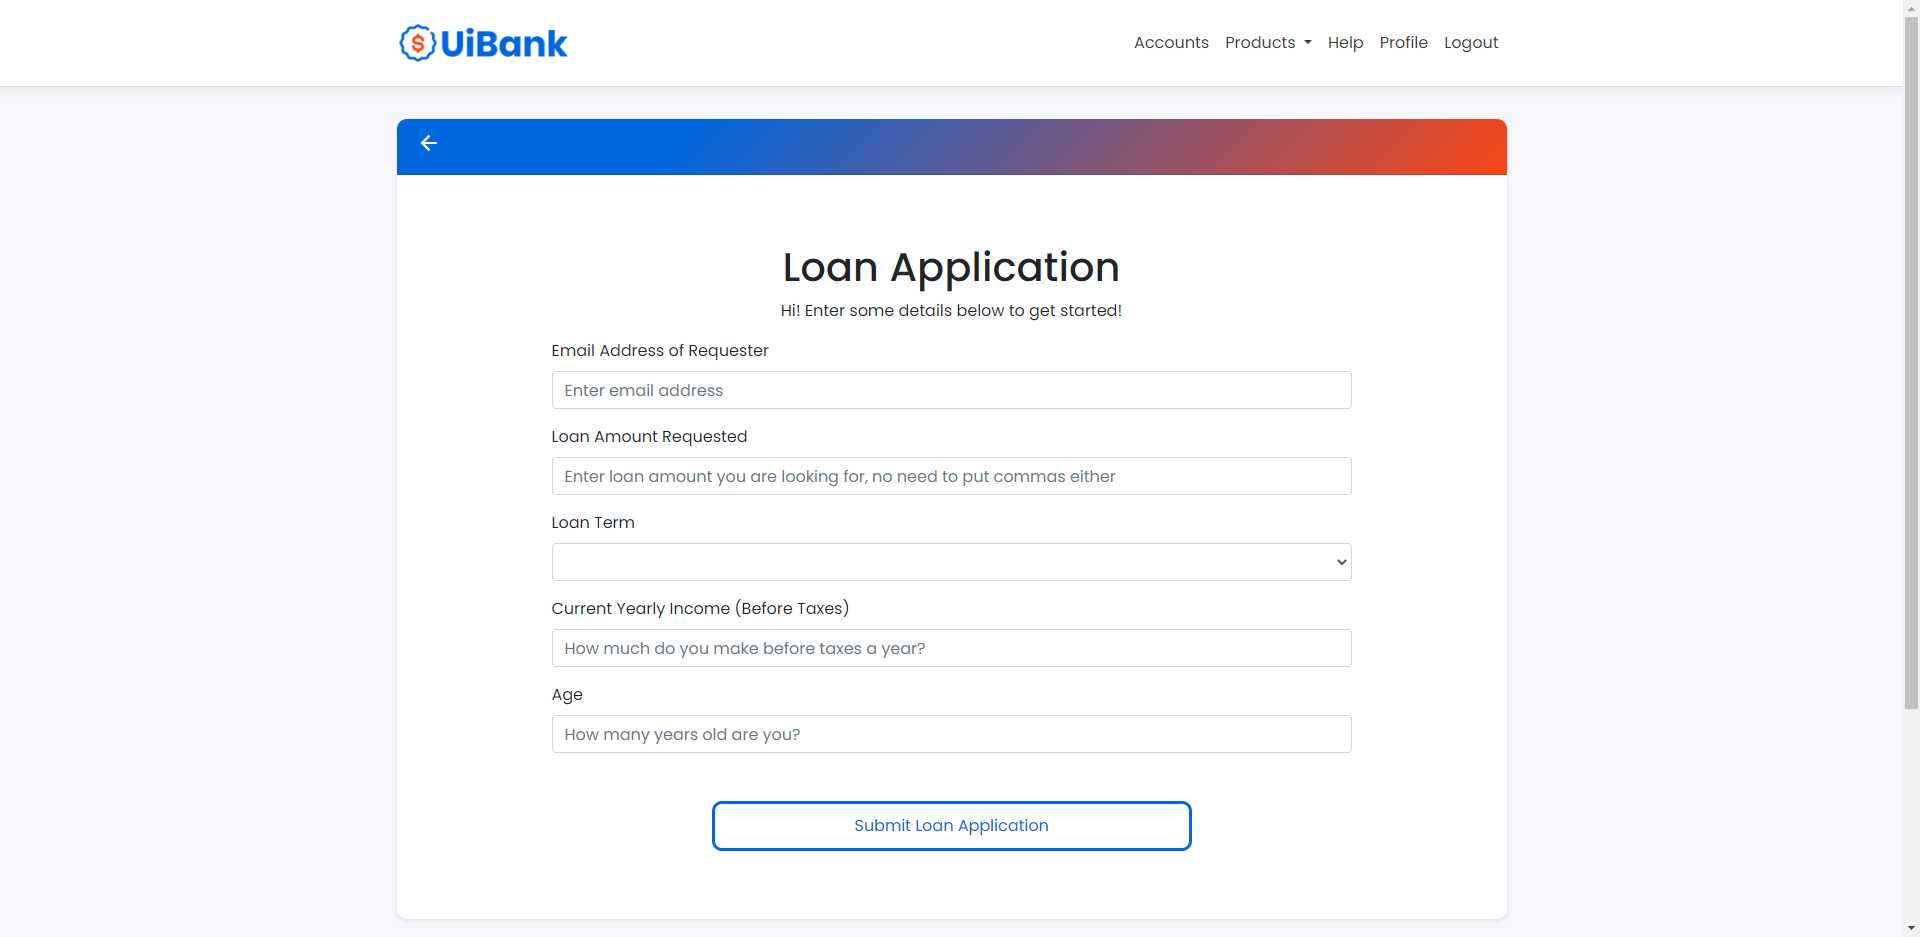 $ UiBank
Accounts Products Help Profile Logout
Loan Application
Hi! Enter some details below to get started!
Email Address of Requester
Enter email address
Loan Amount Requested
Enter loan amount you are looking for, no need to put commas either
Loan Term
Current Yearly Income (Before Taxes)
How much do you make before taxes a year?
Age
How many years old are you?
Submit Loan Application